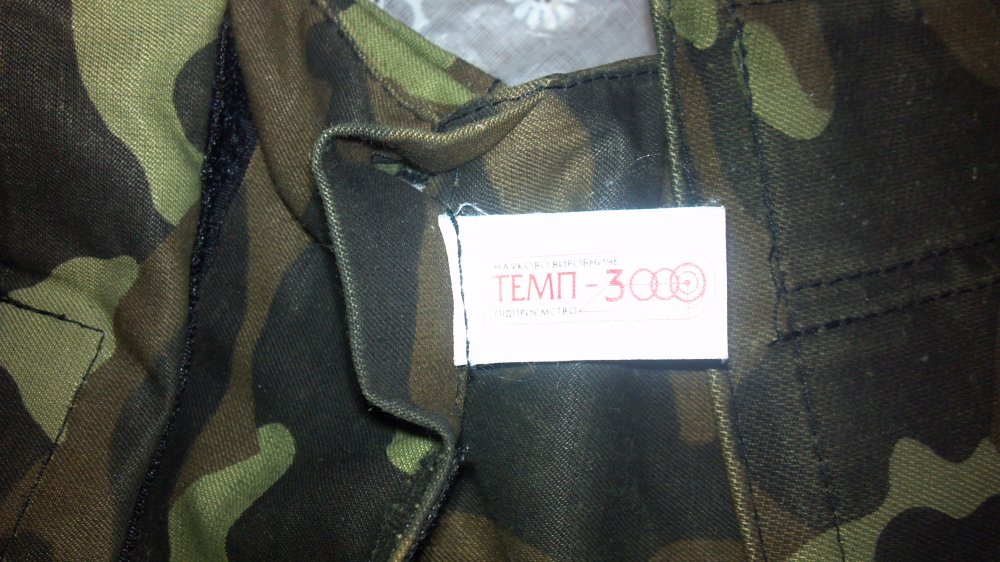 НАУКОВО ВИРОБНИЧЕ
ТЕМП - 3000
ПІДПРИЄМСТВО